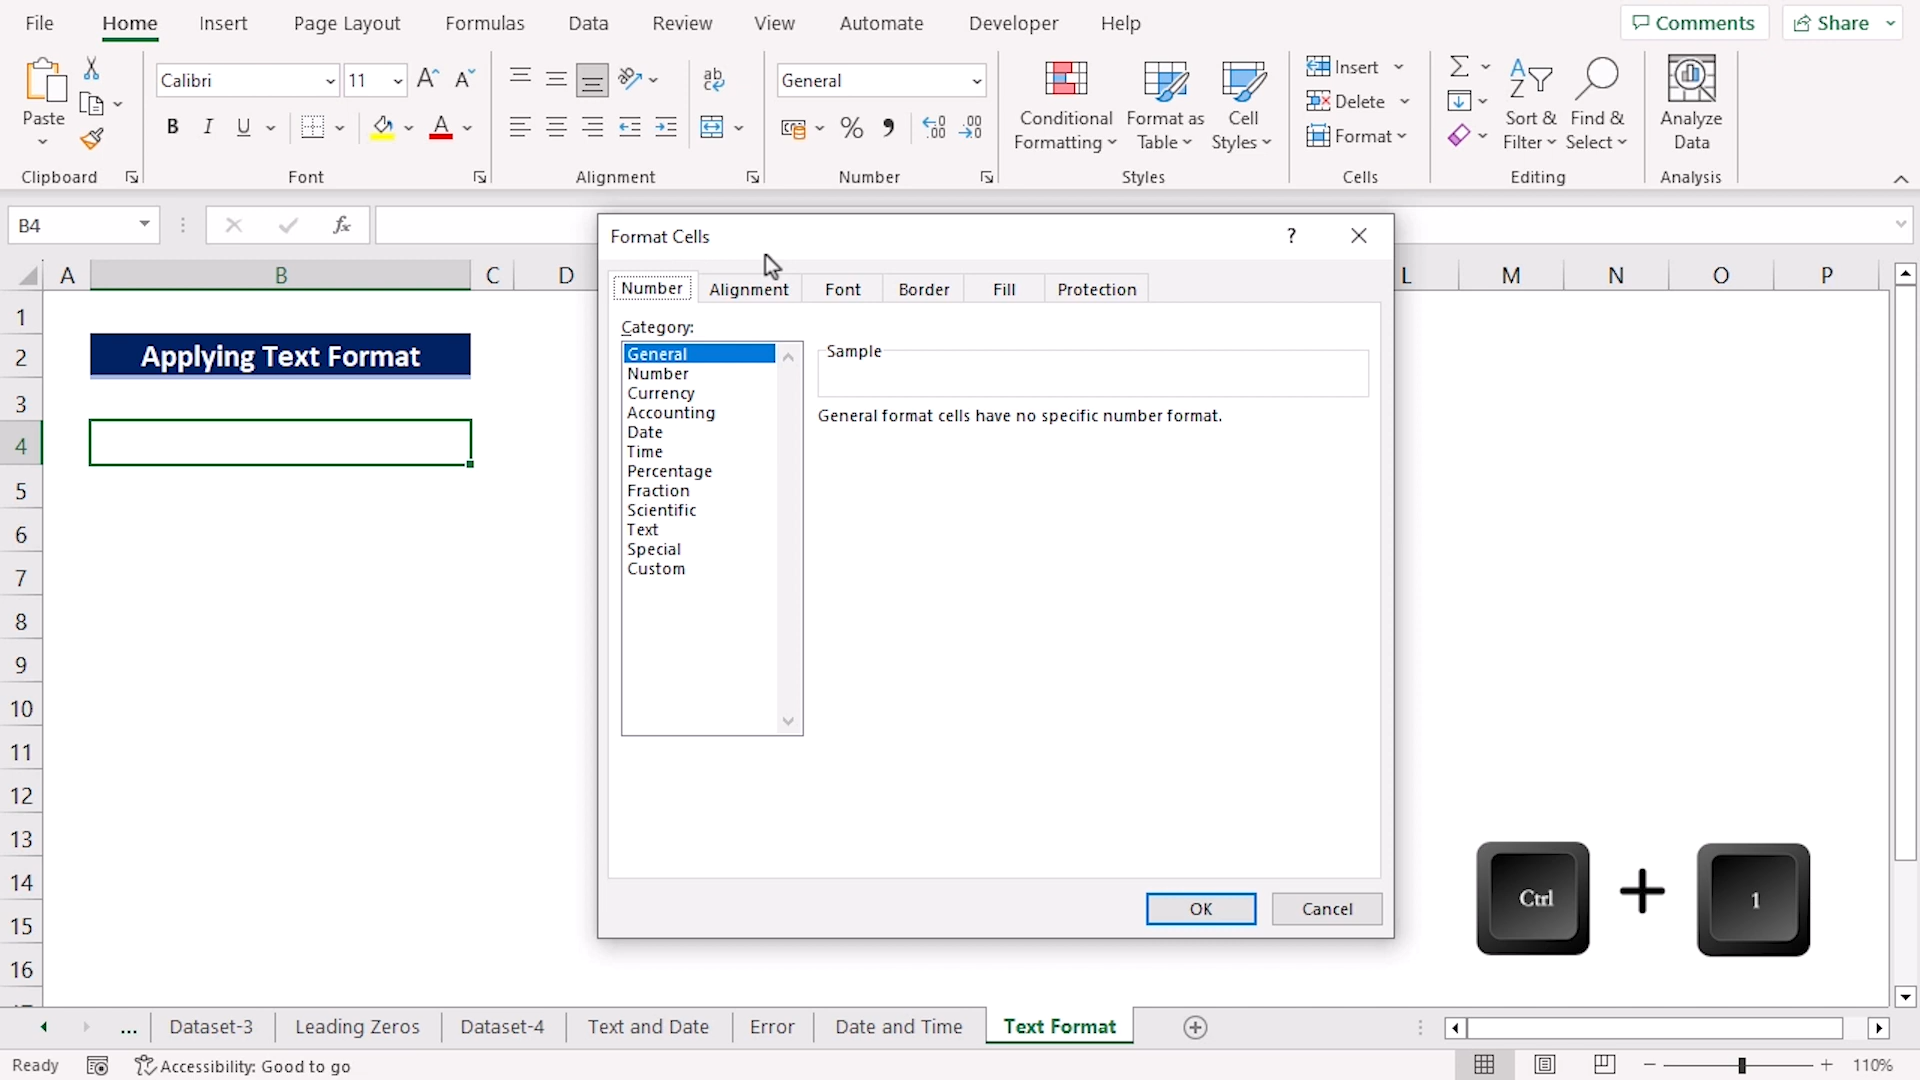 File Home Insert Page Layout Formulas Data Review View Automate Developer Help Comments Share
Paste
Calibri 11
B I U A
ab
General
% 9
Conditional Formatting
Format as Table
Cell Styles
Insert
Delete
Format
Sort & Filter
Find & Select
Analyze Data
Clipboard Font Alignment Number Styles Cells Editing Analysis
B4 fx
A B C D L M N O P
Format Cells ?
Number Alignment Font Border Fill Protection
Category:
General
Number
Currency
Accounting
Date
Time
Percentage
Fraction
Scientific
Text
Special
Custom
Sample
General format cells have no specific number format.
OK Cancel
1
2 Applying Text Format
3
4
5
6
7
8
9
10
11
12
13
14
15
16
Ctrl + 1
... Dataset-3 Leading Zeros Dataset-4 Text and Date Error Date and Time Text Format
Ready Accessibility: Good to go 110%